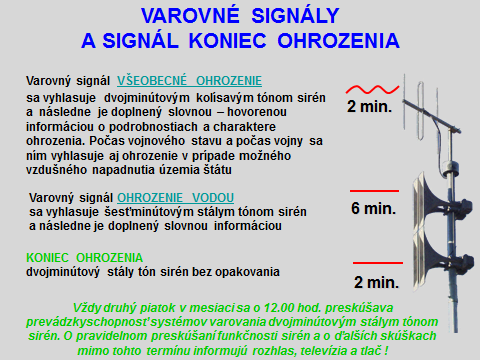 VAROVNÉ SIGNÁLY
A SIGNÁL KONIEC OHROZENIA
Varovný signál VŠEOBECNÉ OHROZENIE
sa vyhlasuje dvojminútovým kolísavým tónom sirén
a následne je doplnený slovnou – hovorenou
informáciou o podrobnostiach a charaktere
ohrozenia. Počas vojnového stavu a počas vojny sa
ním vyhlasuje aj ohrozenie v prípade možného
vzdušného napadnutia územia štátu
2 min.
Varovný signál OHROZENIE VODOU
sa vyhlasuje šesťminútovým stálym tónom sirén
a následne je doplnený slovnou informáciou
6 min.
KONIEC OHROZENIA
dvojminútový stály tón sirén bez opakovania
2 min.
Vždy druhý piatok v mesiaci sa o 12.00 hod. preskúšava
prevádzkyschopnosť systémov varovania dvojminútovým stálym tónom
sirén. O pravidelnom preskúšaní funkčnosti sirén a o ďalších skúškach
mimo tohto termínu informujú rozhlas, televízia a tlač !